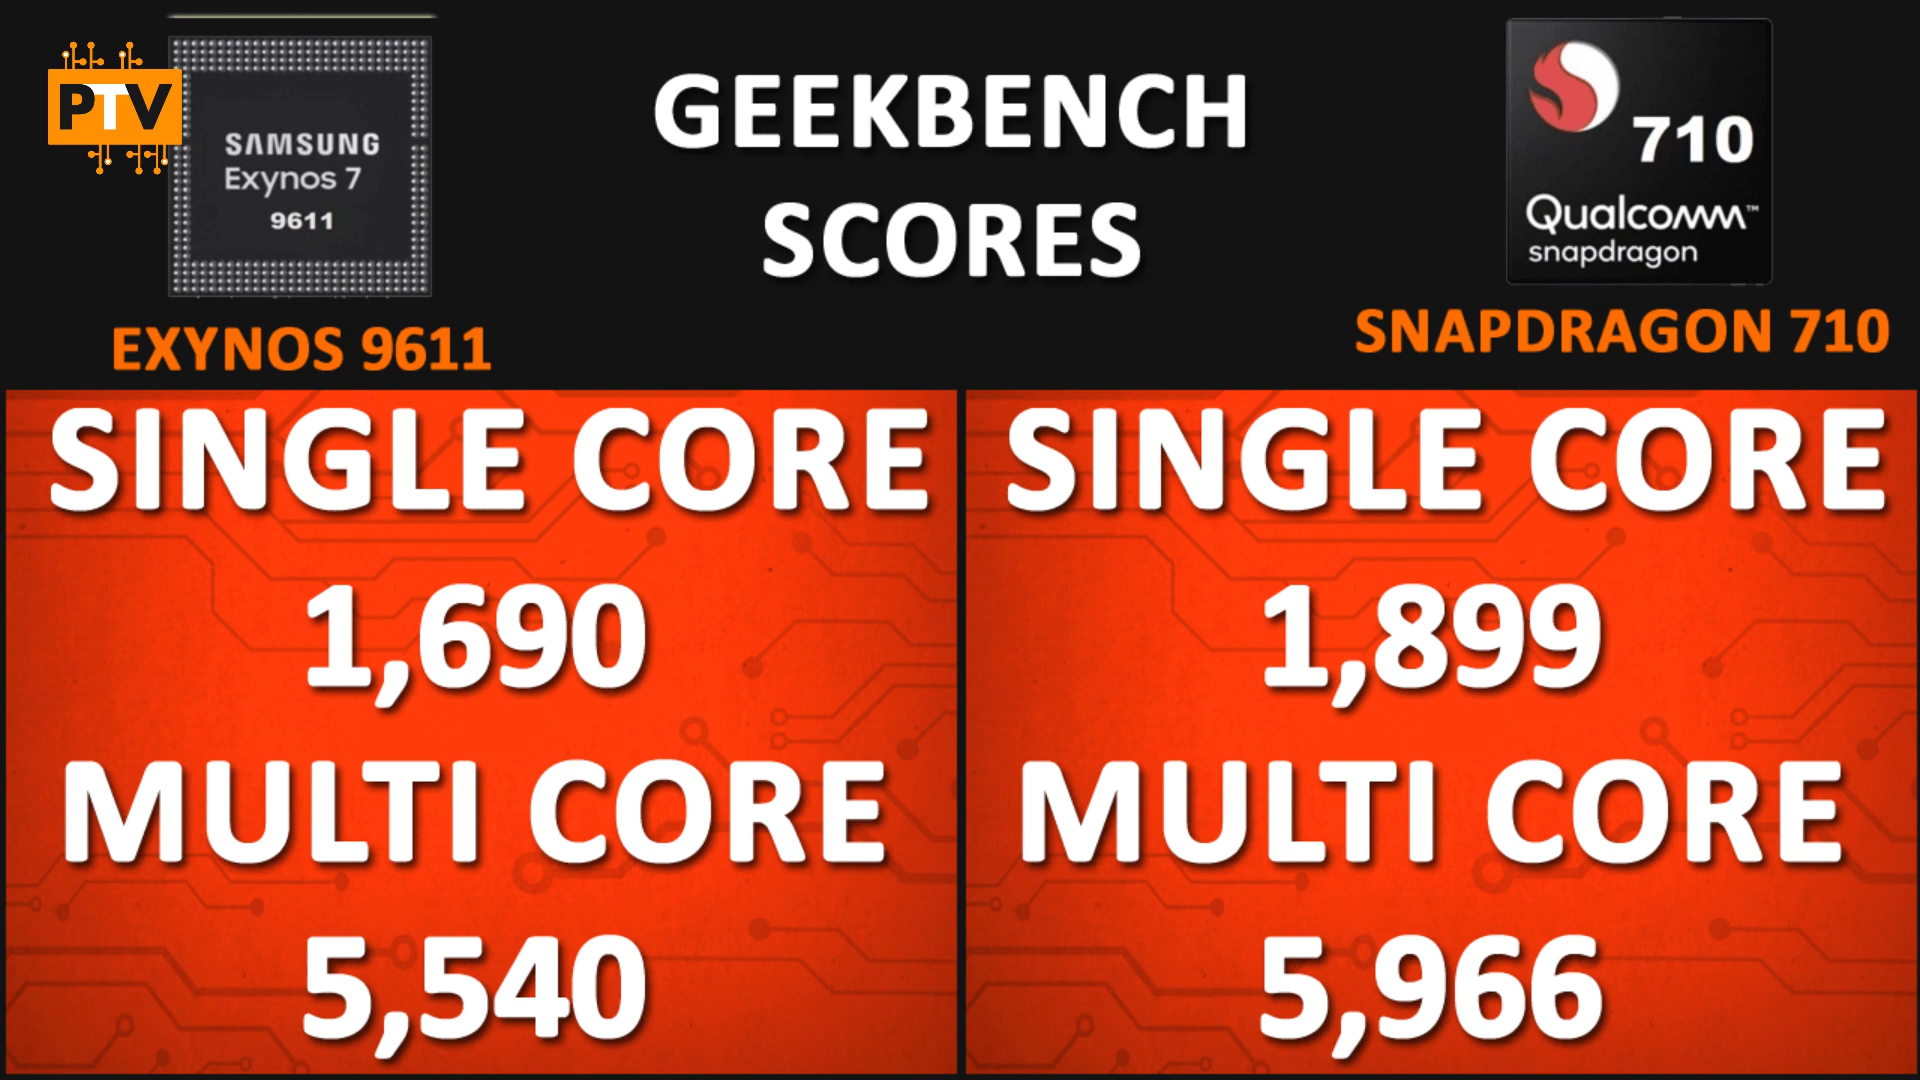 PTV
SAMSUNG
Exynos 7
9611
GEEKBENCH
SCORES
710
Qualcomm™
snapdragon
EXYNOS 9611
SNAPDRAGON 710
SINGLE CORE
1,690
MULTI CORE
5,540
SINGLE CORE
1,899
MULTI CORE
5,966